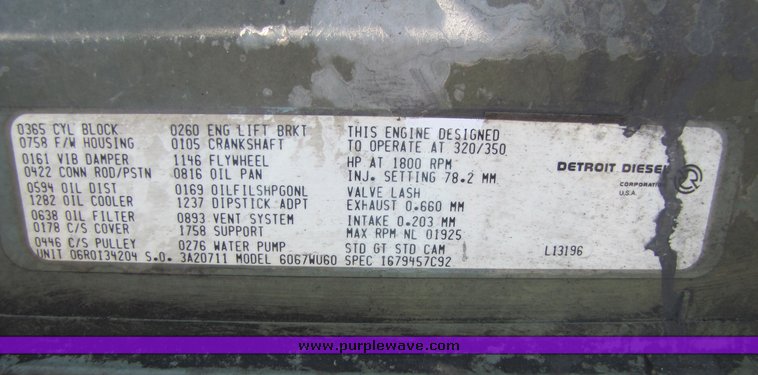 0365 CYL BLOCK 0260 ENG LIFT BRKT THIS ENGINE DESIGNED
0758 F/W HOUSING 0105 CRANKSHAFT TO OPERATE AT 320/350
0161 VIB DAMPER 1146 FLYWHEEL HP AT 1800 RPM
0422 CONN ROD/PSTN 0816 OIL PAN INJ. SETTING 78.2 MM
0594 OIL DIST 0169 OILFILSHPGONL VALVE LASH
1282 OIL COOLER 1237 DIPSTICK ADPT EXHAUST 0.660 MM
0638 OIL FILTER 0893 VENT SYSTEM INTAKE 0.203 MM
0178 C/S COVER 1758 SUPPORT MAX RPM NL 01925
0446 C/S PULLEY 0276 WATER PUMP STD GT STD CAM
UNIT 06R0134204 S.O. 3A20711 MODEL 6067WU60 SPEC 1679457C92
DETROIT DIESEL
CORPORATION
U.S.A.
L13196
www.purplewave.com